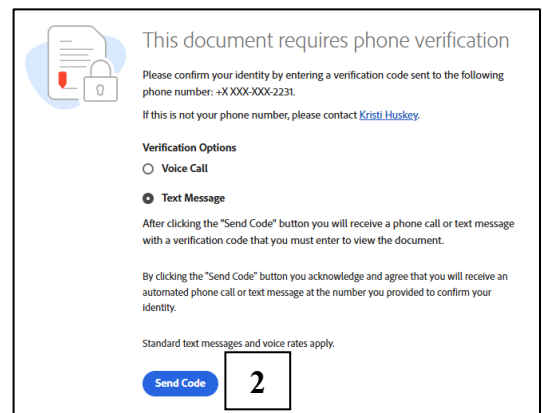 This document requires phone verification
Please confirm your identity by entering a verification code sent to the following
phone number: +X XXX-XXX-2231.
If this is not your phone number, please contact Kristi Huskey.
Verification Options
Voice Call
Text Message
After clicking the "Send Code" button you will receive a phone call or text message
with a verification code that you must enter to view the document.
By clicking the "Send Code" button you acknowledge and agree that you will receive an
automated phone call or text message at the number you provided to confirm your
identity.
Standard text messages and voice rates apply.
Send Code
2